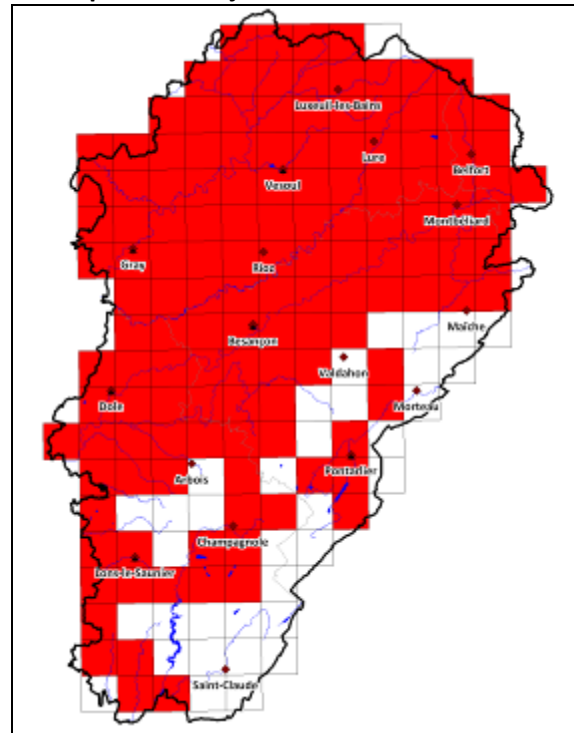 Luxeuil-les-Bains
Lure
Belfort
Vesoul
Montbéliard
Gray
Rioz
Maîche
Besançon
Valdahon
Dole
Morteau
Arbois
Pontarlier
Champagnole
Lons-le-Saunier
Saint-Claude